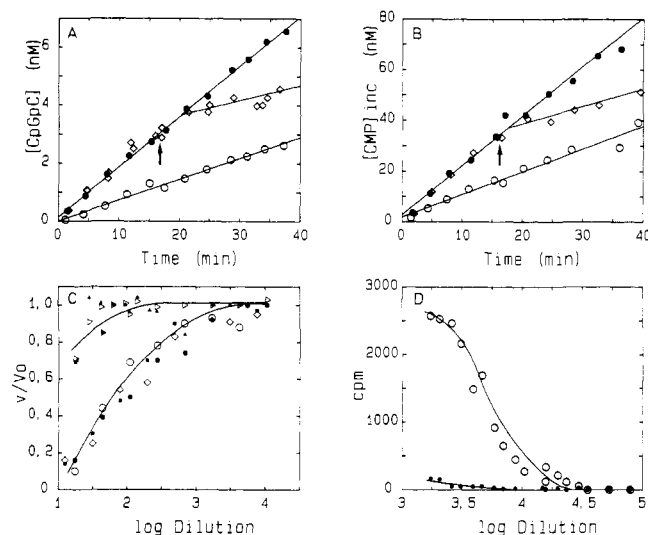 A
[CpGpC] (nM)
6
4
2
0
0 10 20 30 40
Time (min)
B
[CMP] inc (nM)
80
60
40
20
0
0 10 20 30 40
Time (min)
C
v/Vo
1,0
0,8
0,6
0,4
0,2
0
1 2 3 4
log Dilution
D
cpm
3000
2000
1000
0
3 3,5 4 4,5 5
log Dilution